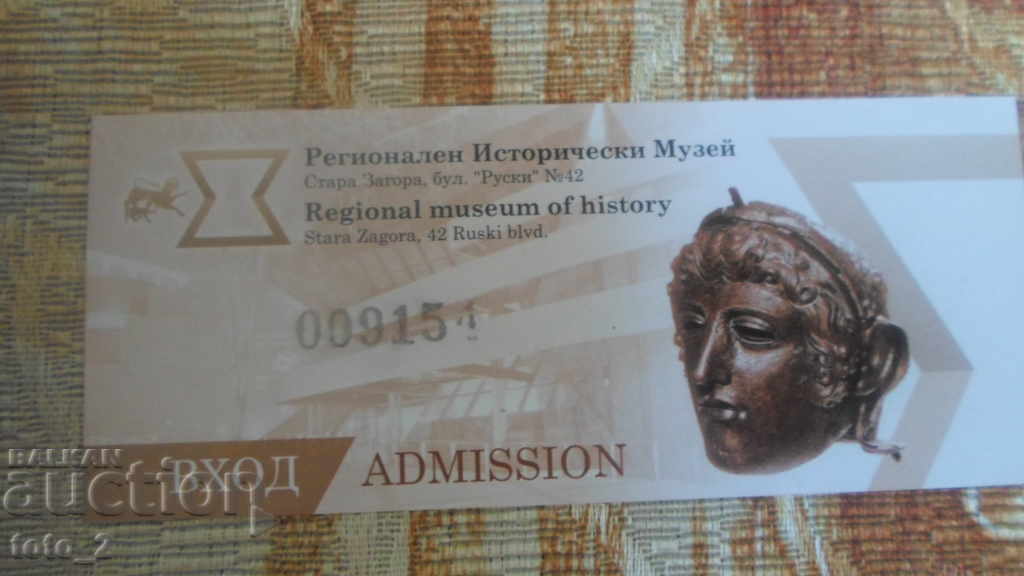 Регионален Исторически Музей
Стара Загора, бул. "Руски" №42
Regional museum of history
Stara Zagora, 42 Ruski blvd.
009154
ВХОД
ADMISSION
BALKAN
auction
foto_2